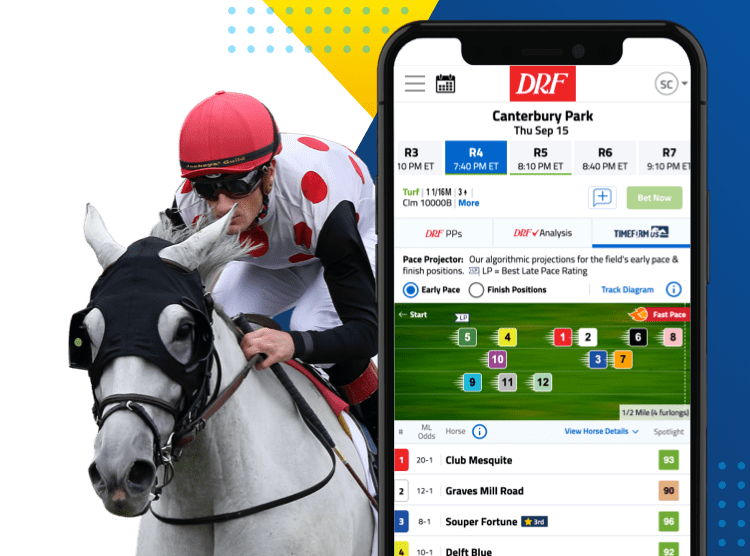 Jockeys' Guild
DRF
SC
Canterbury Park
Thu Sep 15
R3 R4 R5 R6 R7
10 PM ET 7:40 PM ET 8:10 PM ET 8:40 PM ET 9:10 PM ET
Turf | 1 1/16M | 3
Clm 10000B | More
Bet Now
DRF PPs DRF Analysis TIMEFORM US
Pace Projector: Our algorithmic projections for the field's early pace &
finish positions. LP = Best Late Pace Rating
Early Pace Finish Positions Track Diagram i
Start Fast Pace
LP
5 4 1 2 6 8
10 3 7
9 11 12
1/2 Mile (4 furlongs)
# ML Odds Horse i View Horse Details Spotlight
1 20-1 Club Mesquite 93
2 12-1 Graves Mill Road 90
3 8-1 Souper Fortune 3rd 96
4 10-1 Delft Blue 92